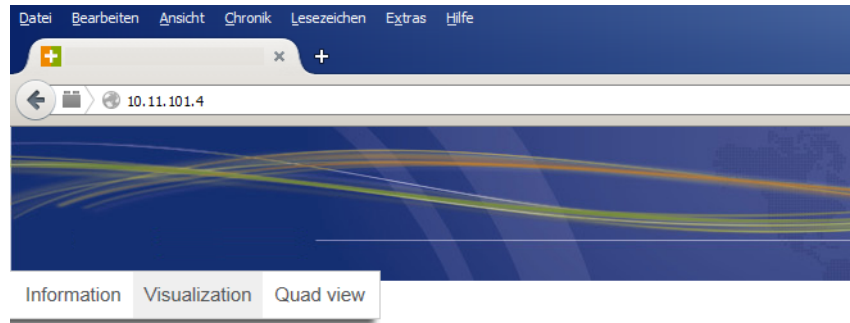 Datei Bearbeiten Ansicht Chronik Lesezeichen Extras Hilfe
10.11.101.4
Information Visualization Quad view